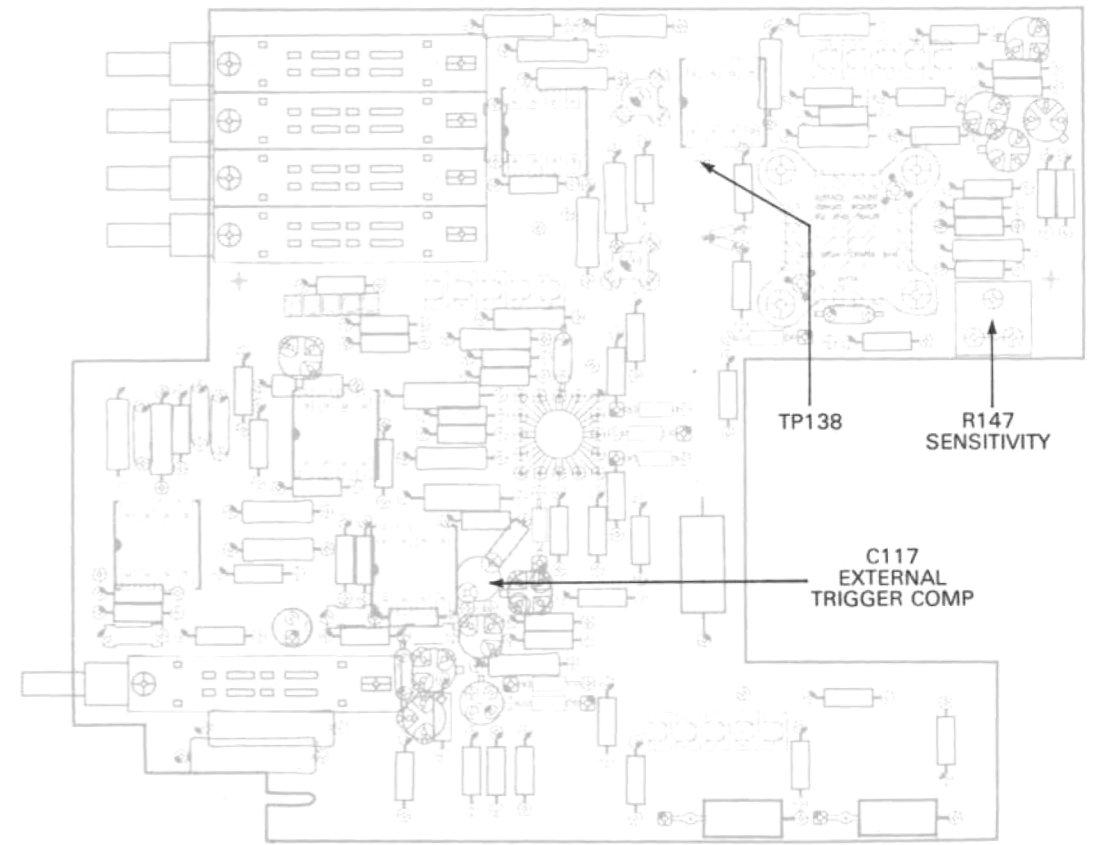 TP138
R147
SENSITIVITY
C117
EXTERNAL
TRIGGER COMP